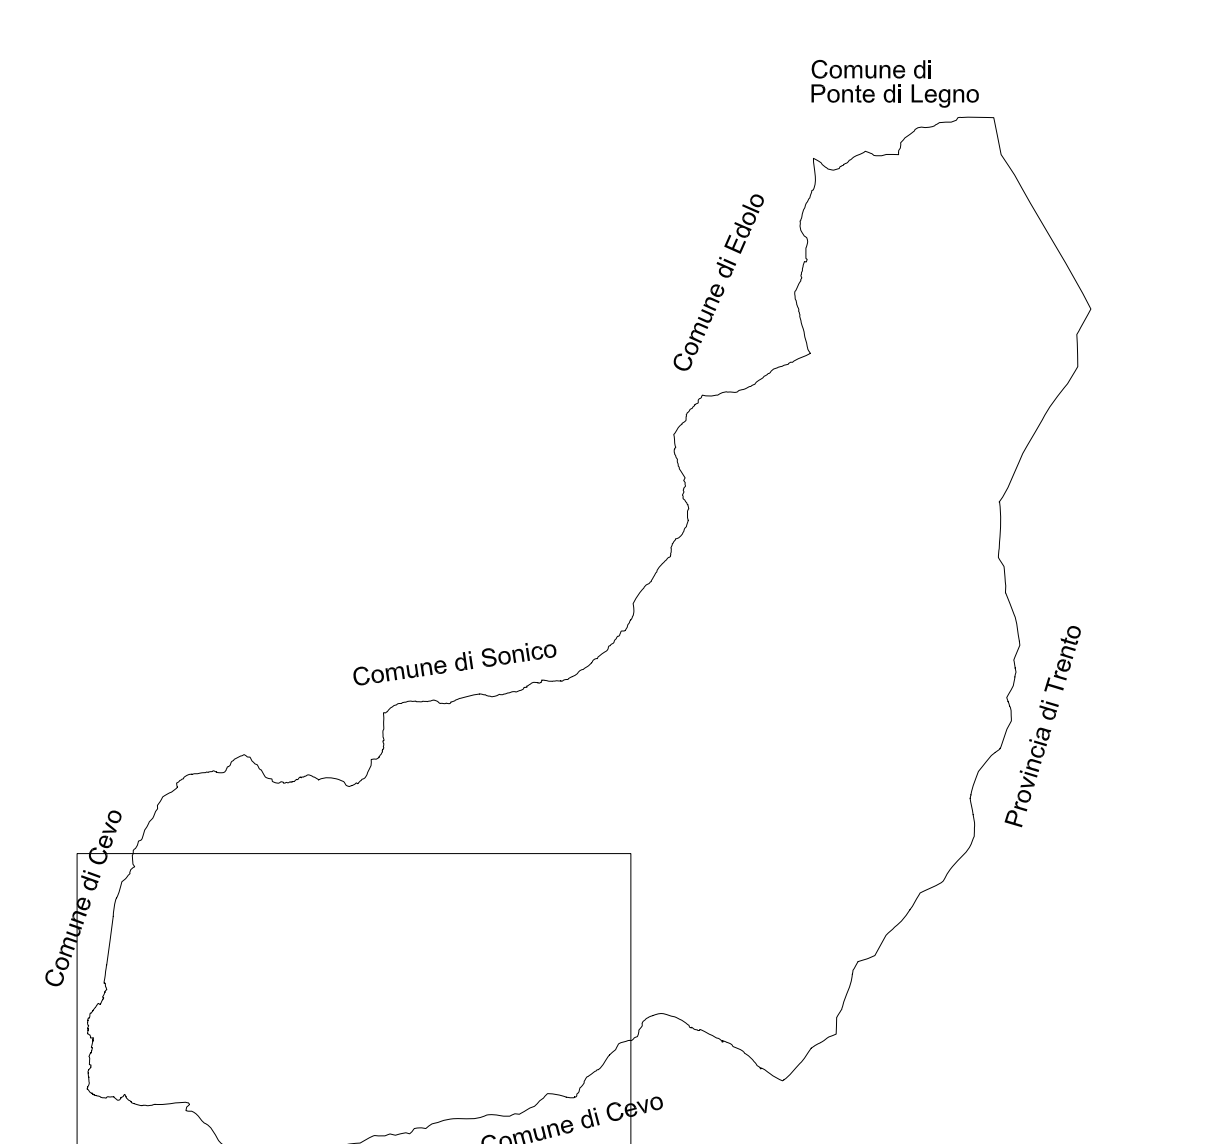 Comune di
Ponte di Legno
Comune di Edolo
Comune di Sonico
Provincia di Trento
Comune di Cevo
Comune di Cevo